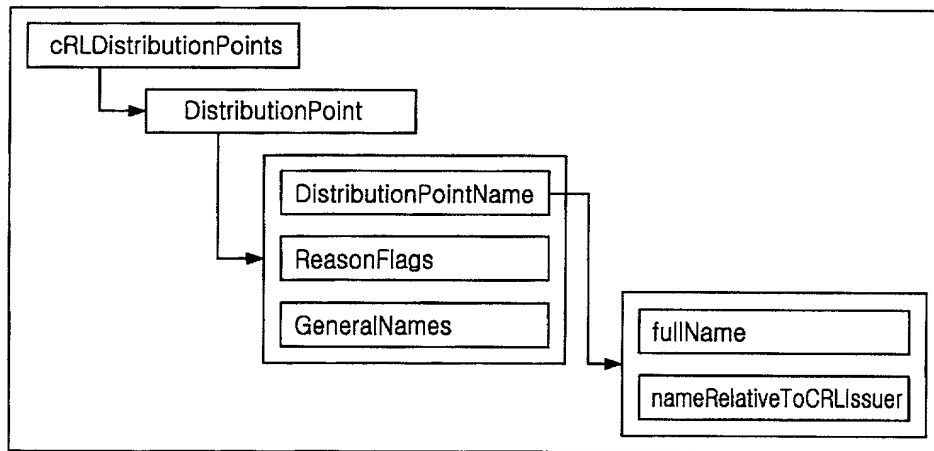 cRLDistributionPoints
DistributionPoint
DistributionPointName
ReasonFlags
GeneralNames
fullName
nameRelativeToCRLIssuer